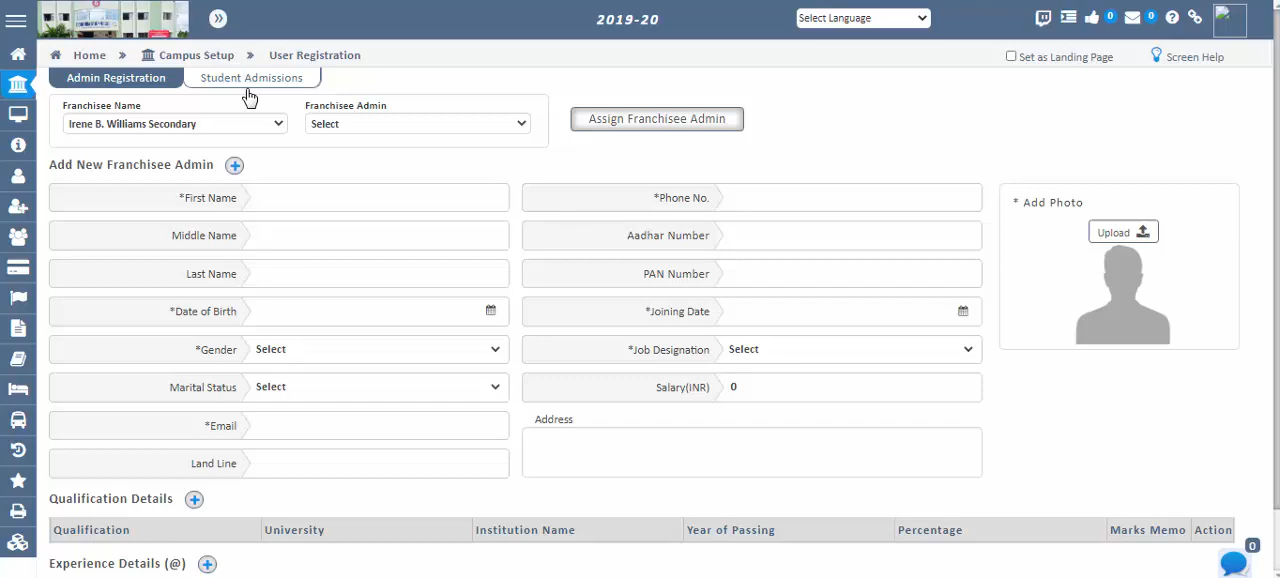 2019-20
Select Language
0
0
Home » Campus Setup » User Registration
Set as Landing Page
Screen Help
Admin Registration
Student Admissions
Franchisee Name
Franchisee Admin
Irene B. Williams Secondary
Select
Assign Franchisee Admin
Add New Franchisee Admin
*First Name
*Phone No.
* Add Photo
Middle Name
Aadhar Number
Upload
Last Name
PAN Number
*Date of Birth
*Joining Date
*Gender Select
*Job Designation Select
Marital Status Select
Salary(INR) 0
*Email
Address
Land Line
Qualification Details
Qualification University Institution Name Year of Passing Percentage Marks Memo Action
0
Experience Details (@)